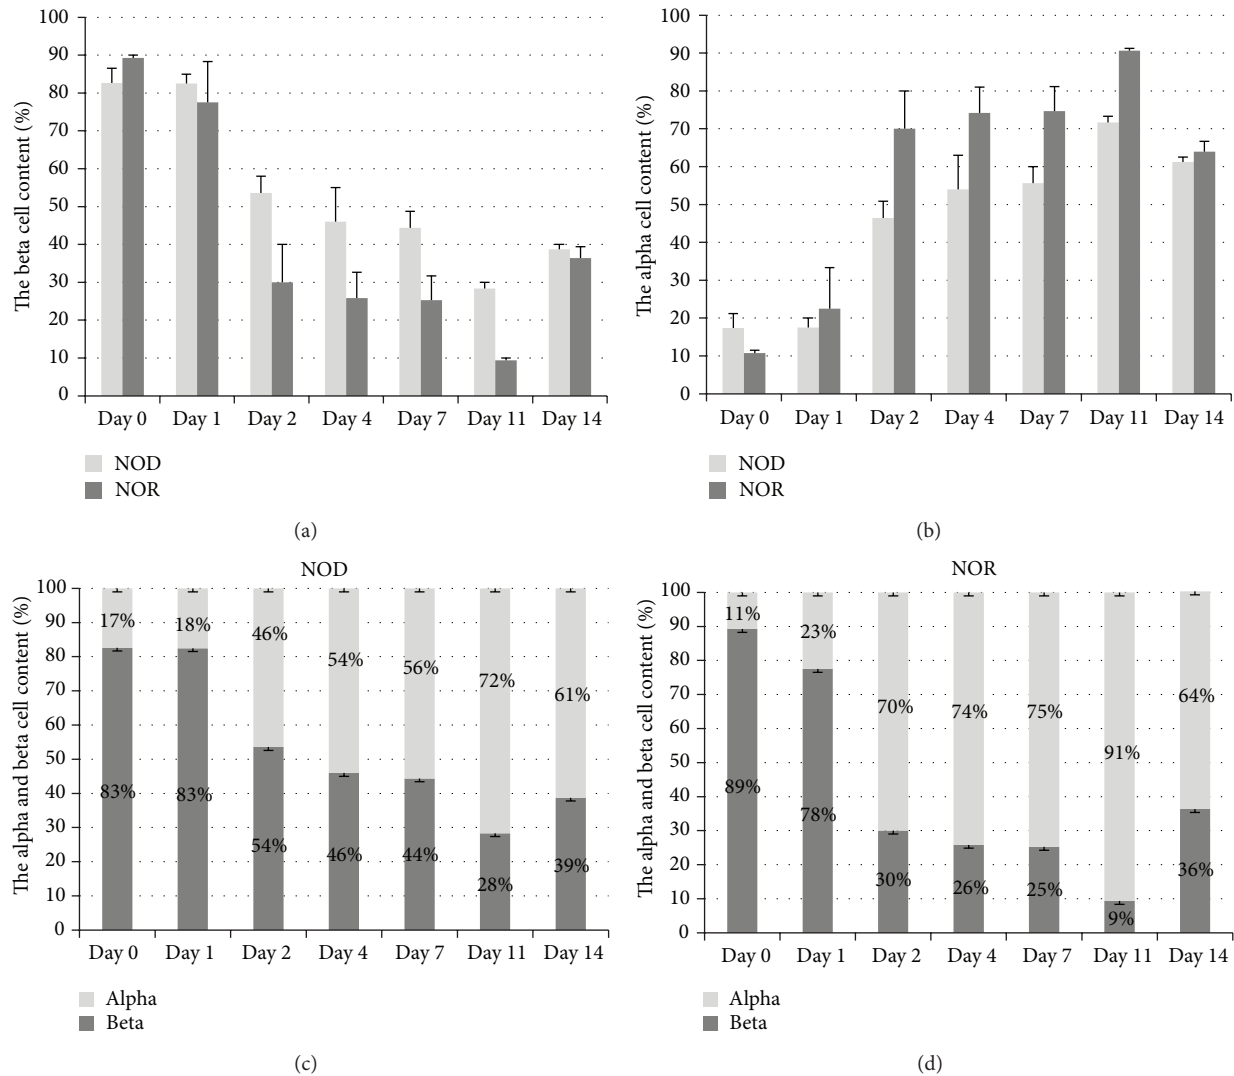 The beta cell content (%)
100
90
80
70
60
50
40
30
20
10
0
Day 0 Day 1 Day 2 Day 4 Day 7 Day 11 Day 14
NOD
NOR
(a)
The alpha cell content (%)
100
90
80
70
60
50
40
30
20
10
0
Day 0 Day 1 Day 2 Day 4 Day 7 Day 11 Day 14
NOD
NOR
(b)
NOD
The alpha and beta cell content (%)
100
90
80
70
60
50
40
30
20
10
0
17% 18% 46% 54% 56% 72% 61%
83% 83% 54% 46% 44% 28% 39%
Day 0 Day 1 Day 2 Day 4 Day 7 Day 11 Day 14
Alpha
Beta
(c)
NOR
The alpha and beta cell content (%)
100
90
80
70
60
50
40
30
20
10
0
11% 23% 70% 74% 75% 91% 64%
89% 78% 30% 26% 25% 9% 36%
Day 0 Day 1 Day 2 Day 4 Day 7 Day 11 Day 14
Alpha
Beta
(d)